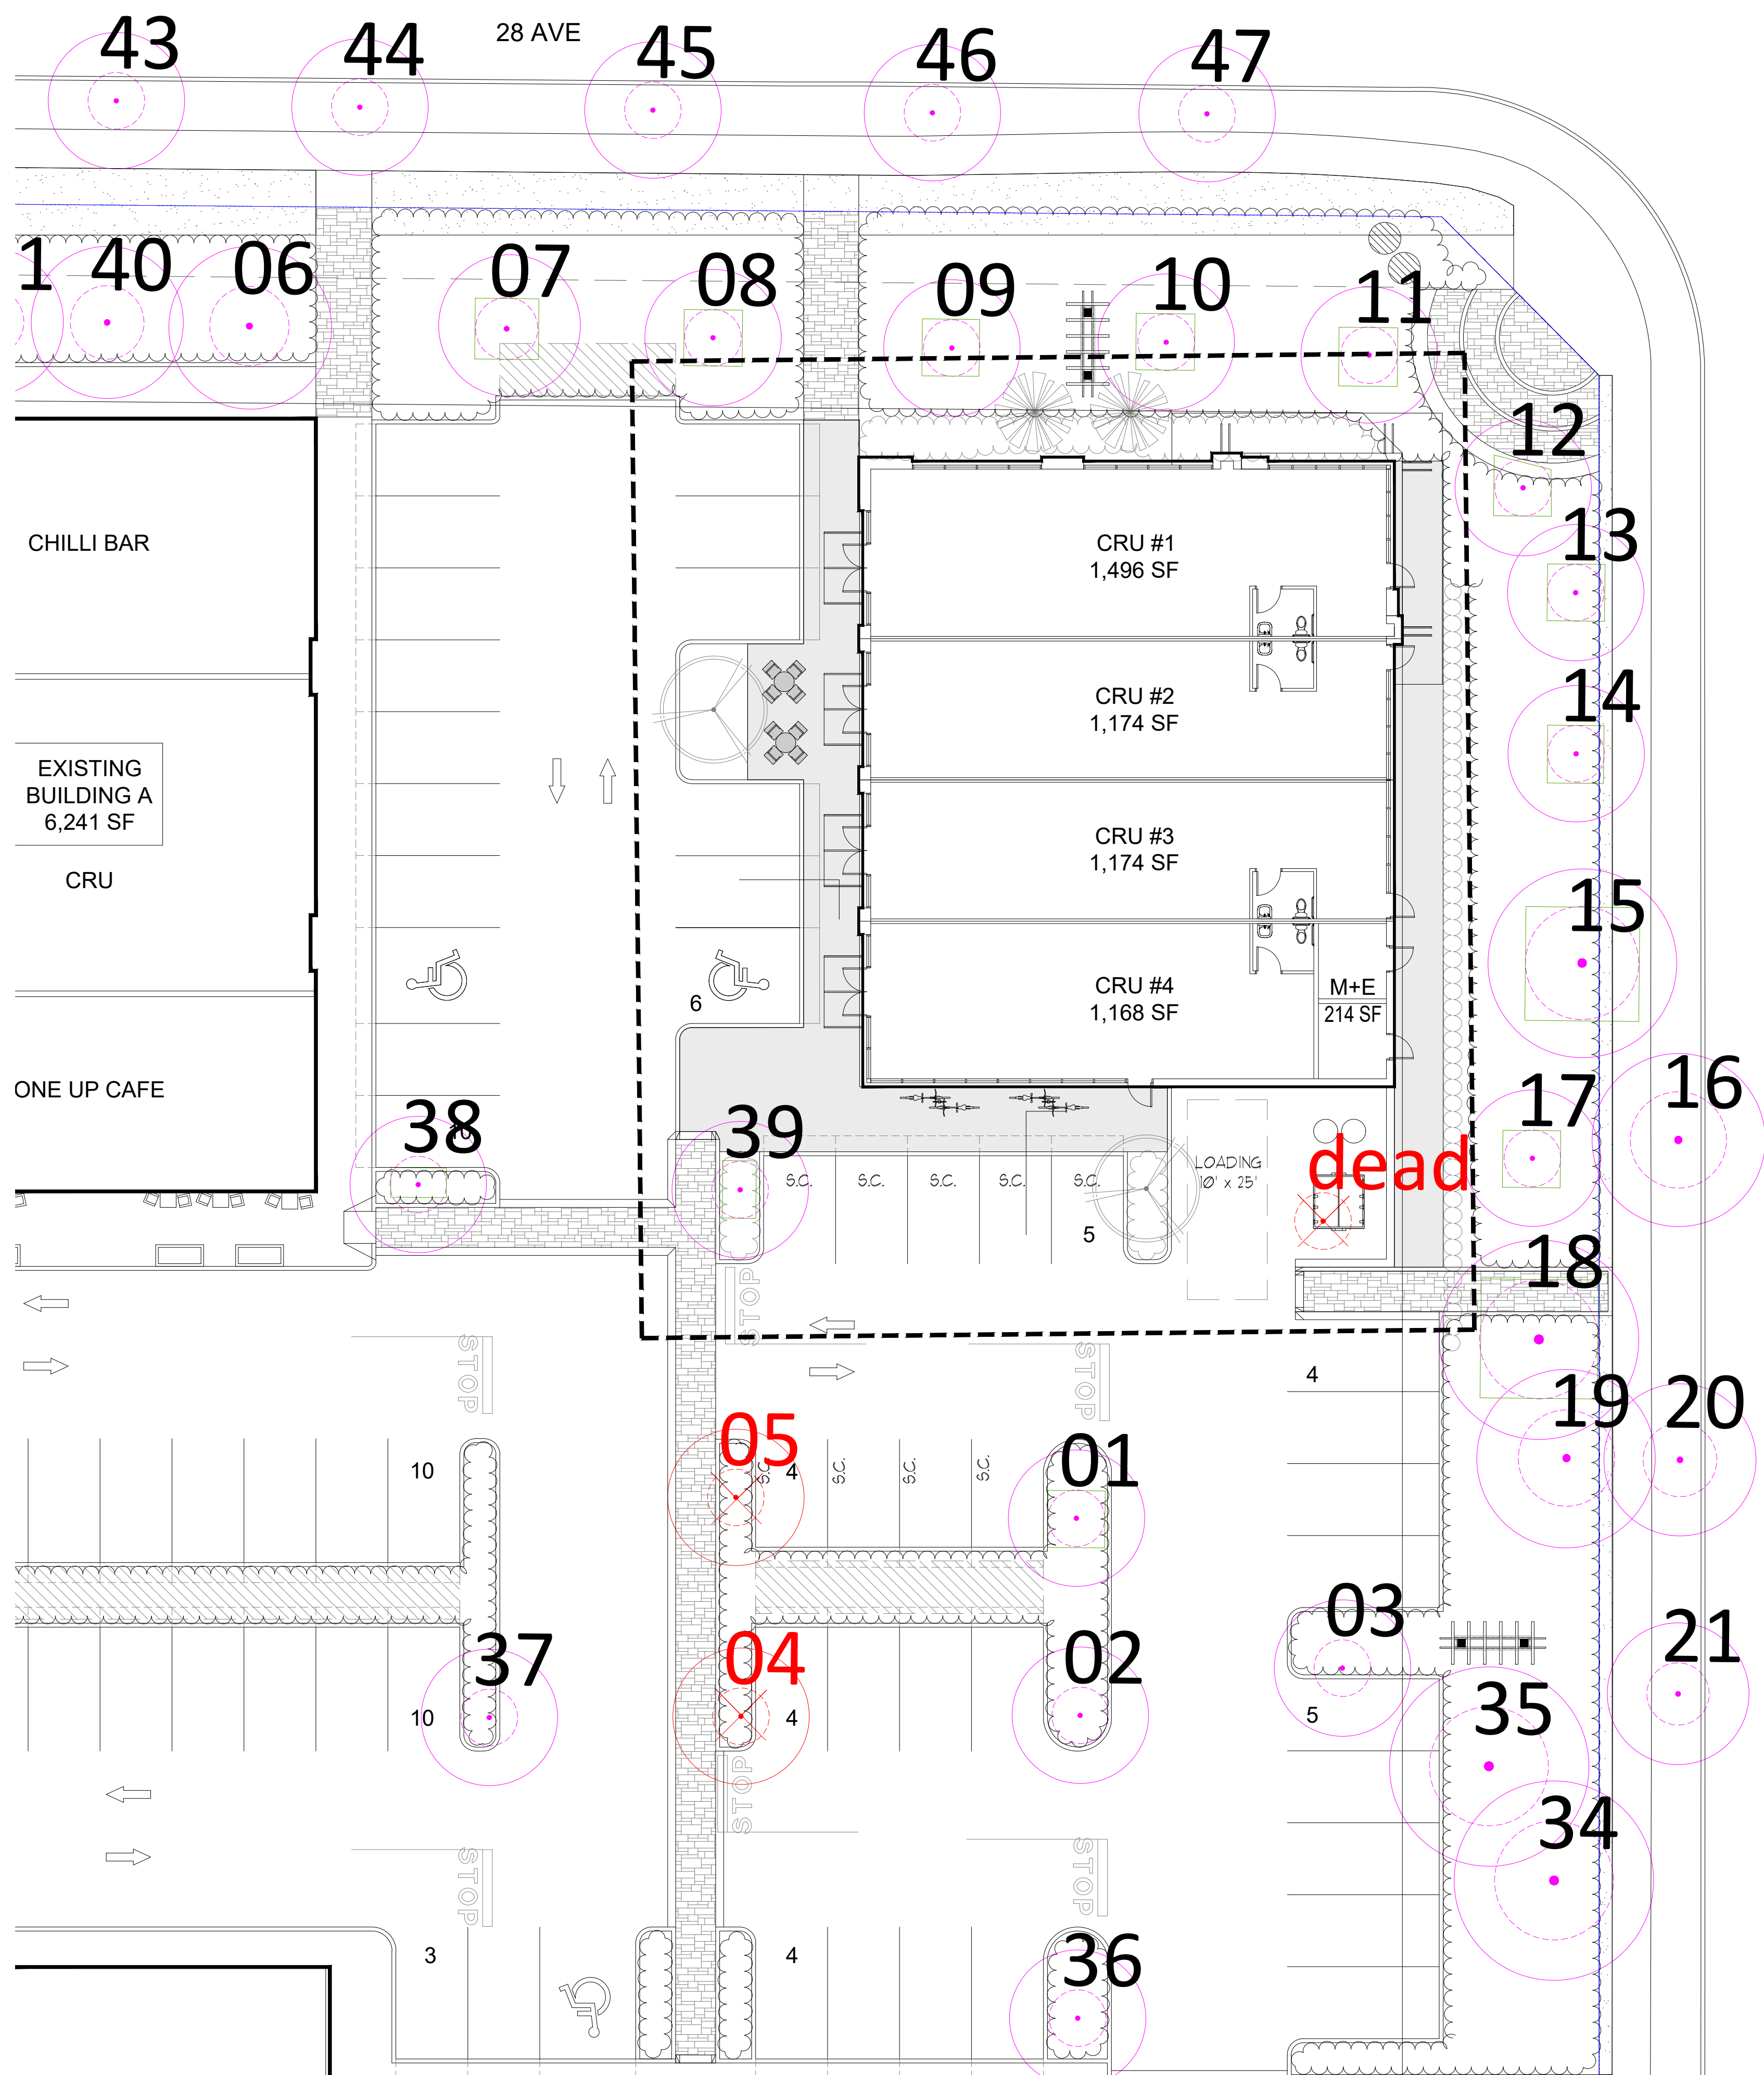 43
44
28 AVE
45
46
47
1
40
06
07
08
09
10
11
12
CHILLI BAR
CRU #1
1,496 SF
13
CRU #2
1,174 SF
14
EXISTING
BUILDING A
6,241 SF
CRU #3
1,174 SF
CRU
15
6
CRU #4
1,168 SF
M+E
214 SF
ONE UP CAFE
16
17
38
10
39
dead
LOADING
10' x 25'
S.C.
S.C.
S.C.
S.C.
S.C.
5
18
STOP
STOP
STOP
4
19
20
05
01
10
S.C.
4
S.C.
S.C.
S.C.
03
37
04
02
21
10
4
5
35
STOP
34
STOP
STOP
3
4
36